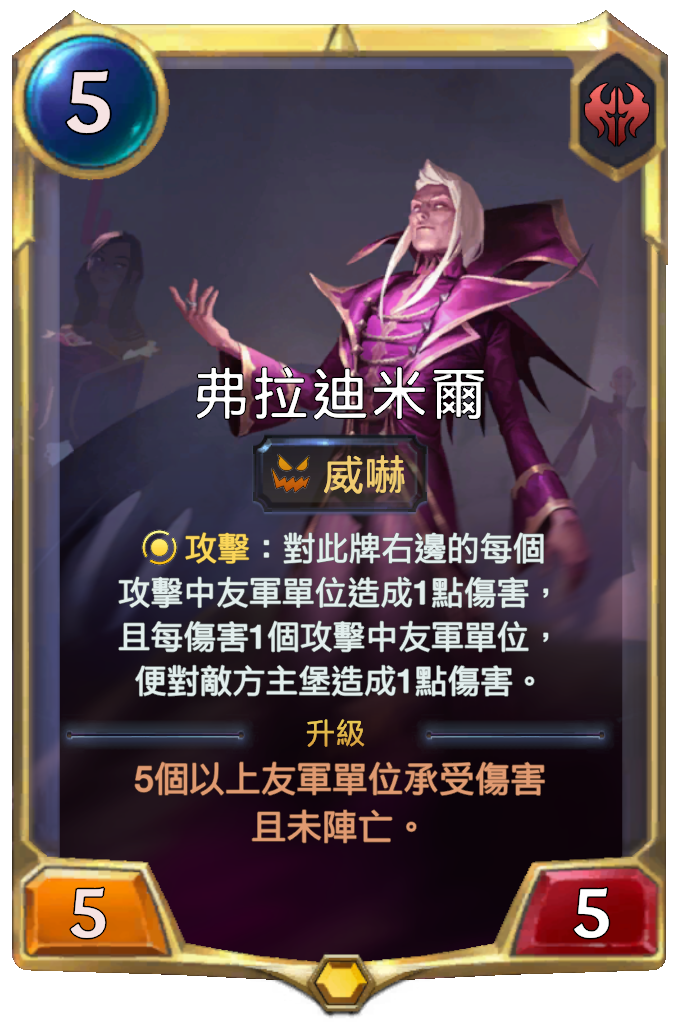 5
弗拉迪米爾
威嚇
攻擊：對此牌右邊的每個
攻擊中友軍單位造成1點傷害，
且每傷害1個攻擊中友軍單位，
便對敵方主堡造成1點傷害。
升級
5個以上友軍單位承受傷害
且未陣亡。
5
5